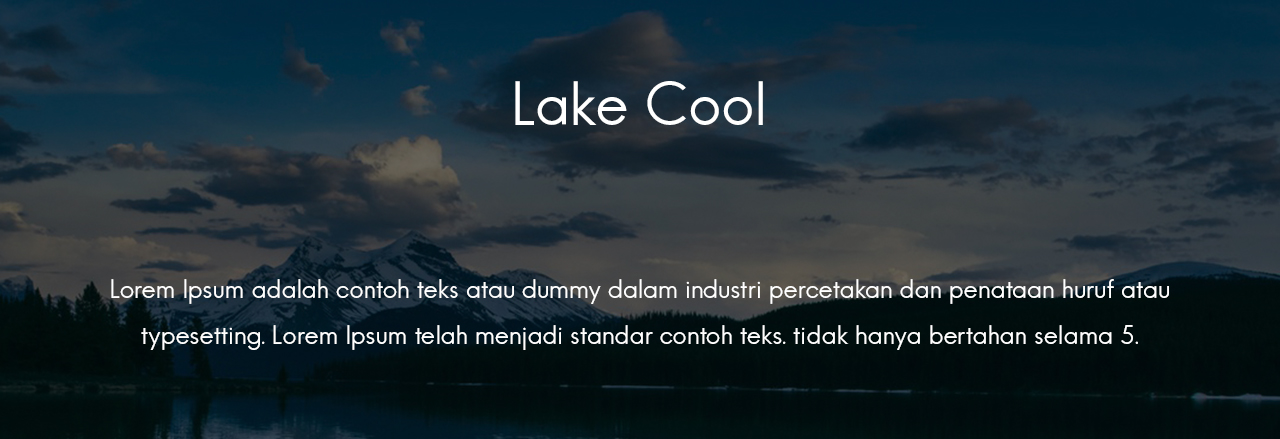 Lake Cool
Lorem Ipsum adalah contoh teks atau dummy dalam industri percetakan dan penataan huruf atau
typesetting. Lorem Ipsum telah menjadi standar contoh teks. tidak hanya bertahan selama 5.